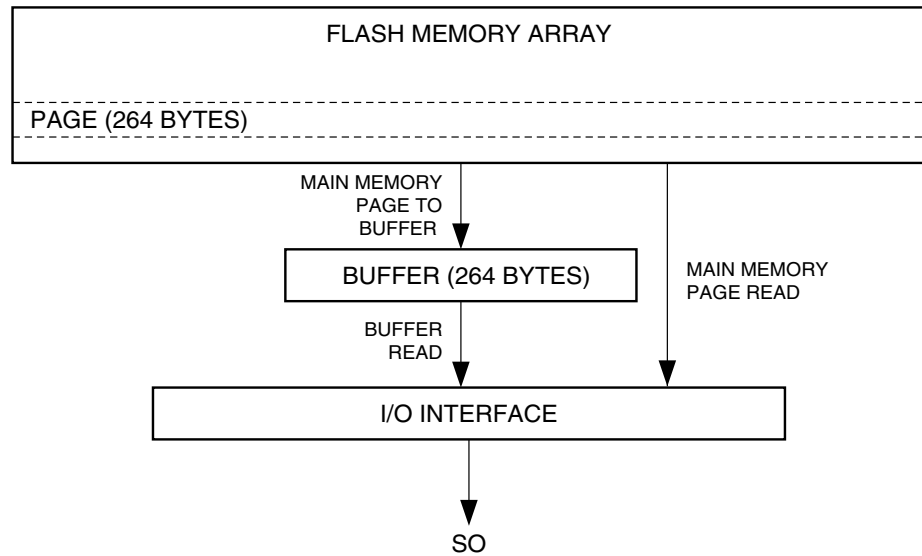 FLASH MEMORY ARRAY
PAGE (264 BYTES)
MAIN MEMORY
PAGE TO
BUFFER
BUFFER (264 BYTES)
MAIN MEMORY
PAGE READ
BUFFER
READ
I/O INTERFACE
SO